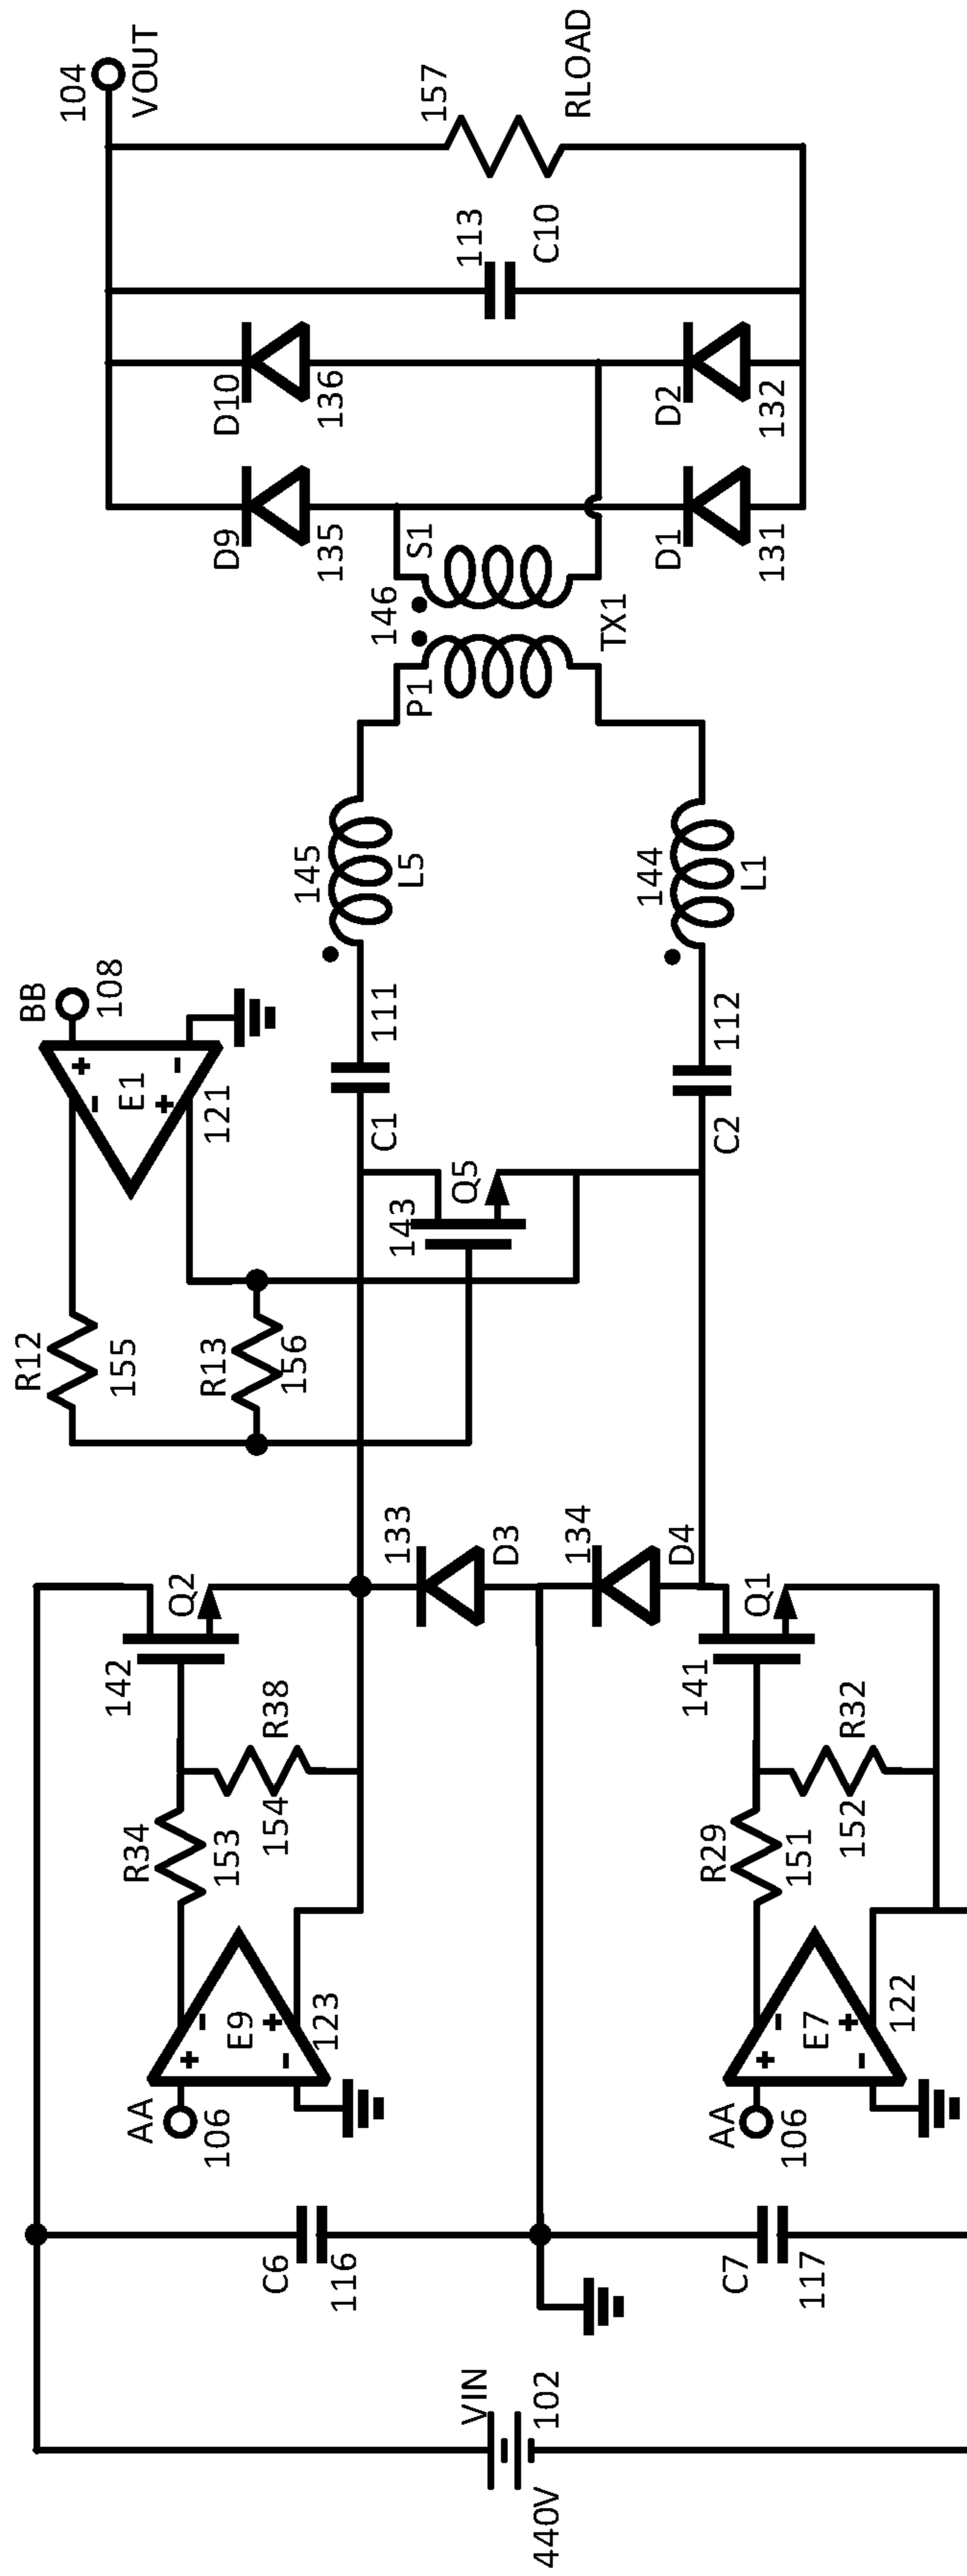 104
VOUT
157
RLOAD
113
C10
D10
136
D2
132
D9
135
D1
131
S1
146
P1
TX1
145
L5
144
L1
BB
108
+
-
-
+
E1
121
111
C1
112
C2
143
Q5
R12
155
R13
156
133
D3
134
D4
142
Q2
141
Q1
R38
154
R34
153
R32
152
R29
151
AA
106
+
-
-
+
E9
123
AA
106
+
-
-
+
E7
122
C6
116
C7
117
VIN
102
440V